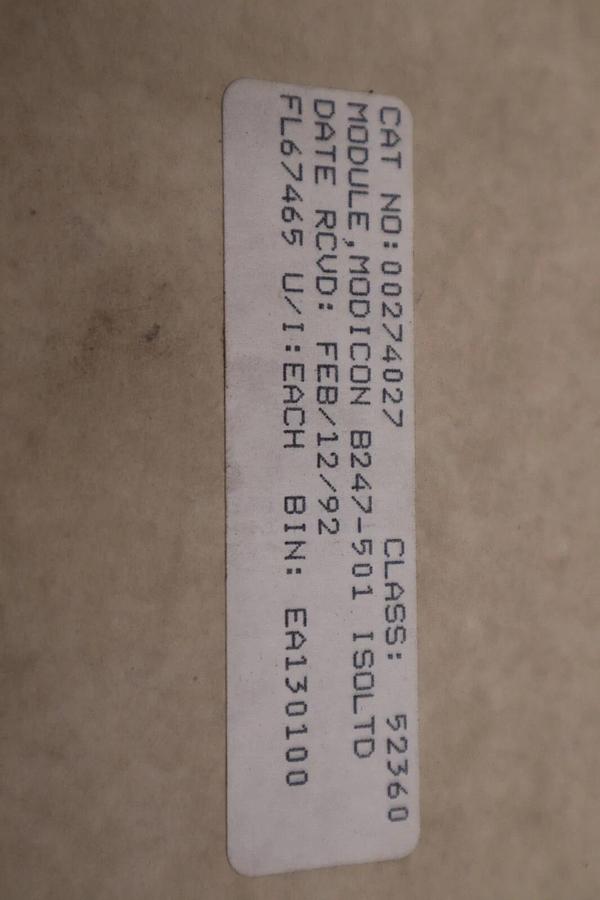 CAT NO:00274027 CLASS: 52360
MODULE,MODICON B247-501 ISOLTD
DATE RCVD: FEB/12/92
FL67465 U/I:EACH BIN: EA130100